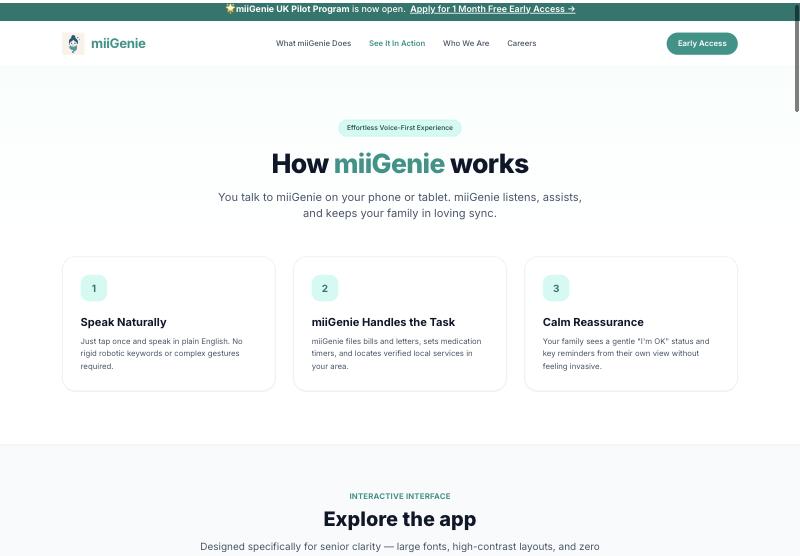 🌟miiGenie UK Pilot Program is now open. Apply for 1 Month Free Early Access →
miiGenie
What miiGenie Does
See It In Action
Who We Are
Careers
Early Access
Effortless Voice-First Experience
How miiGenie works
You talk to miiGenie on your phone or tablet. miiGenie listens, assists,
and keeps your family in loving sync.
1
Speak Naturally
Just tap once and speak in plain English. No
rigid robotic keywords or complex gestures
required.
2
miiGenie Handles the Task
miiGenie files bills and letters, sets medication
timers, and locates verified local services in
your area.
3
Calm Reassurance
Your family sees a gentle "I'm OK" status and
key reminders from their own view without
feeling invasive.
INTERACTIVE INTERFACE
Explore the app
Designed specifically for senior clarity — large fonts, high-contrast layouts, and zero